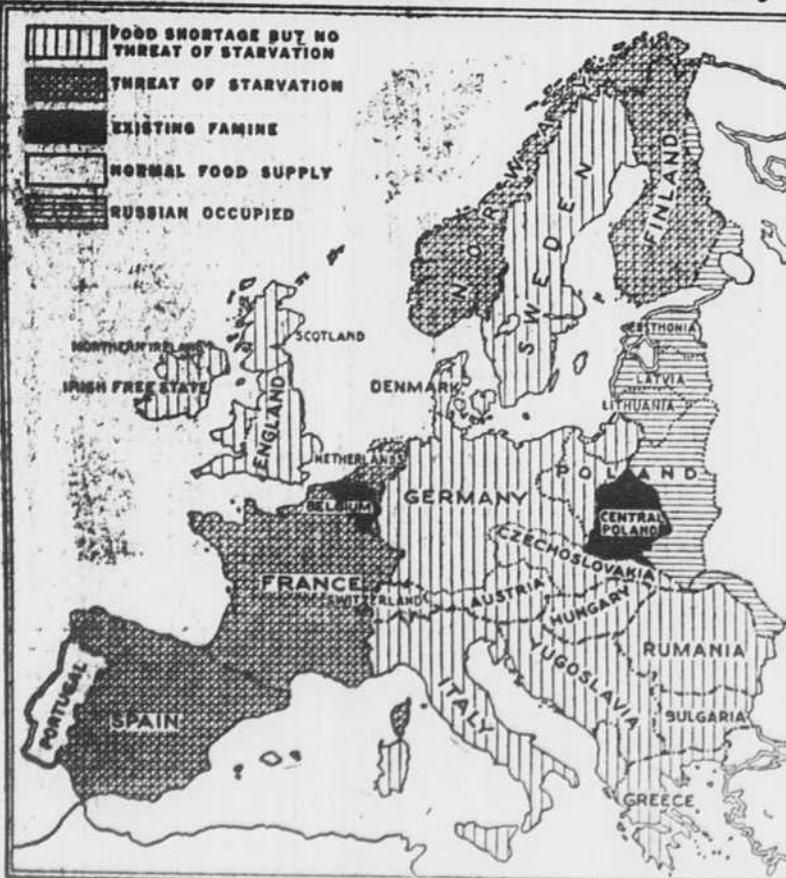 FOOD SHORTAGE BUT NO
THREAT OF STARVATION
THREAT OF STARVATION
EXISTING FAMINE
NORMAL FOOD SUPPLY
RUSSIAN OCCUPIED
NORWAY
SWEDEN
FINLAND
SCOTLAND
NORTHERN IRELAND
IRISH FREE STATE
ENGLAND
DENMARK
ESTHONIA
LATVIA
LITHUANIA
NETHERLANDS
BELGIUM
GERMANY
POLAND
CENTRAL
POLAND
CZECHOSLOVAKIA
FRANCE
SWITZERLAND
AUSTRIA
HUNGARY
RUMANIA
YUGOSLAVIA
ITALY
BULGARIA
PORTUGAL
SPAIN
GREECE